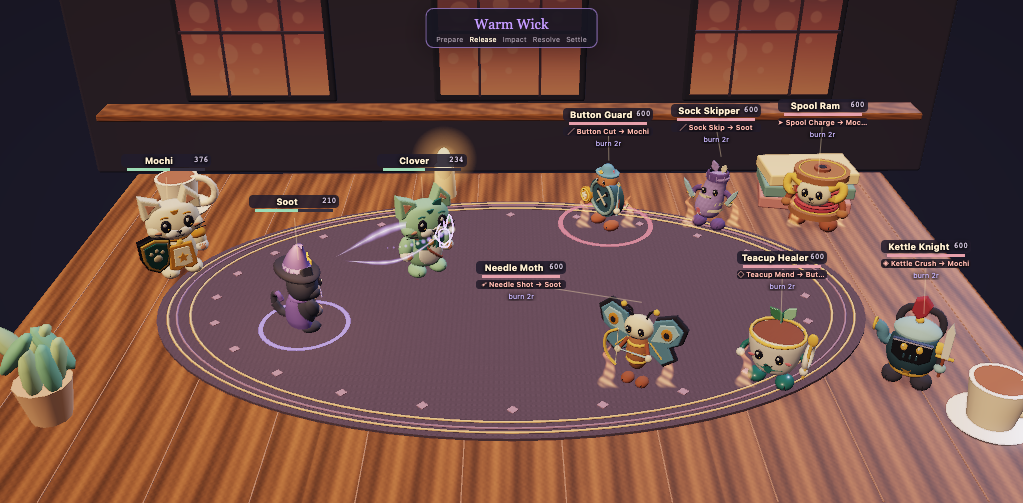 Warm Wick
Prepare Release Impact Resolve Settle
Button Guard 600
Button Cut → Mochi
burn 2r
Sock Skipper 600
Sock Skip → Soot
burn 2r
Spool Ram 600
Spool Charge → Moc...
burn 2r
Mochi 376
Clover 234
Soot 210
Needle Moth 600
Needle Shot → Soot
burn 2r
Teacup Healer 600
Teacup Mend → But...
burn 2r
Kettle Knight 600
Kettle Crush → Mochi
burn 2r